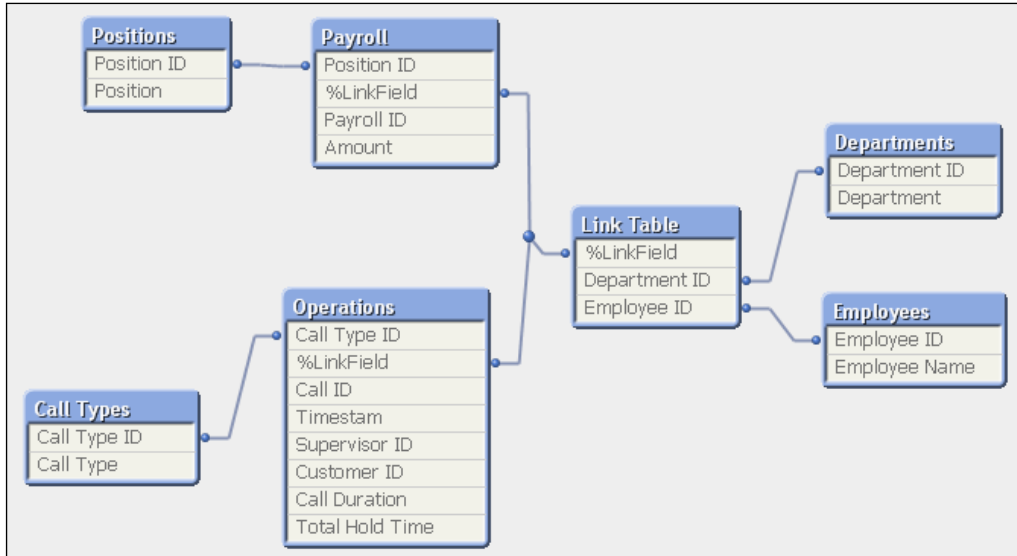 Positions
Position ID
Position
Payroll
Position ID
%LinkField
Payroll ID
Amount
Departments
Department ID
Department
Link Table
%LinkField
Department ID
Employee ID
Employees
Employee ID
Employee Name
Operations
Call Type ID
%LinkField
Call ID
Timestam
Supervisor ID
Customer ID
Call Duration
Total Hold Time
Call Types
Call Type ID
Call Type